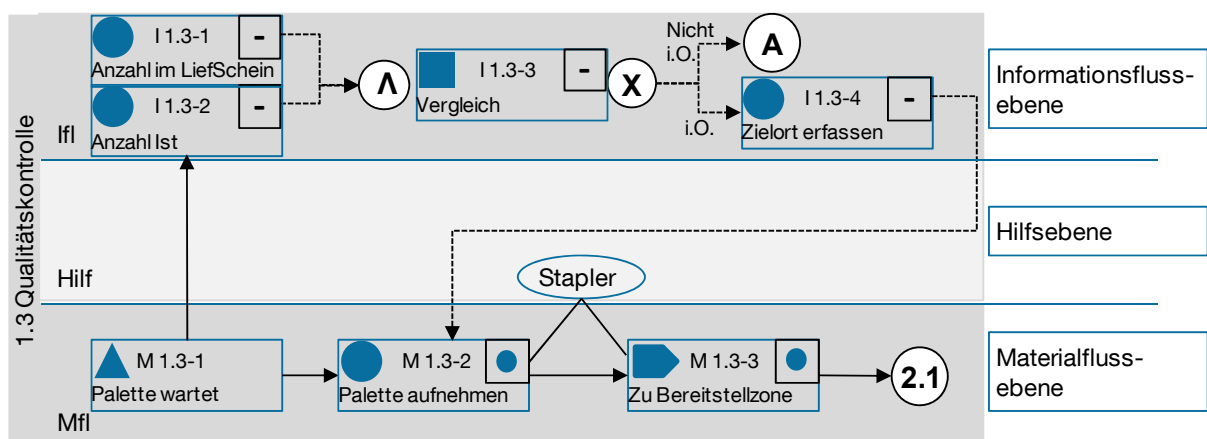 1.3 Qualitätskontrolle
I 1.3-1
-
Anzahl im LiefSchein
I 1.3-2
-
Anzahl Ist
Ifl
Λ
I 1.3-3
-
Vergleich
X
Nicht
i.O.
A
i.O.
I 1.3-4
-
Zielort erfassen
Informationsfluss-
ebene
Hilf
Stapler
Hilfsebene
M 1.3-1
Palette wartet
M 1.3-2
Palette aufnehmen
M 1.3-3
Zu Bereitstellzone
2.1
Mfl
Materialfluss-
ebene